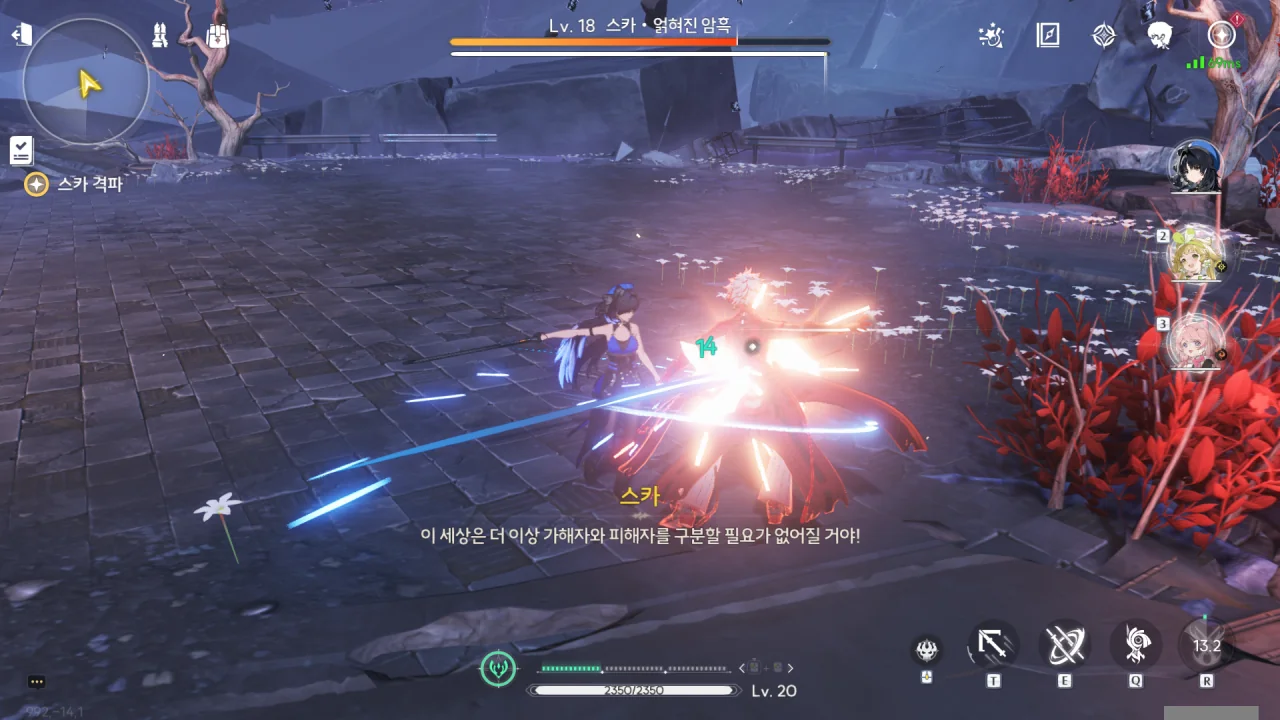 Lv. 18 스카 • 얽혀진 암흑
69ms
스카 격파
2
3
14
스카
이 세상은 더 이상 가해자와 피해자를 구분할 필요가 없어질 거야!
13.2
T
E
Q
R
2350/2350
Lv. 20